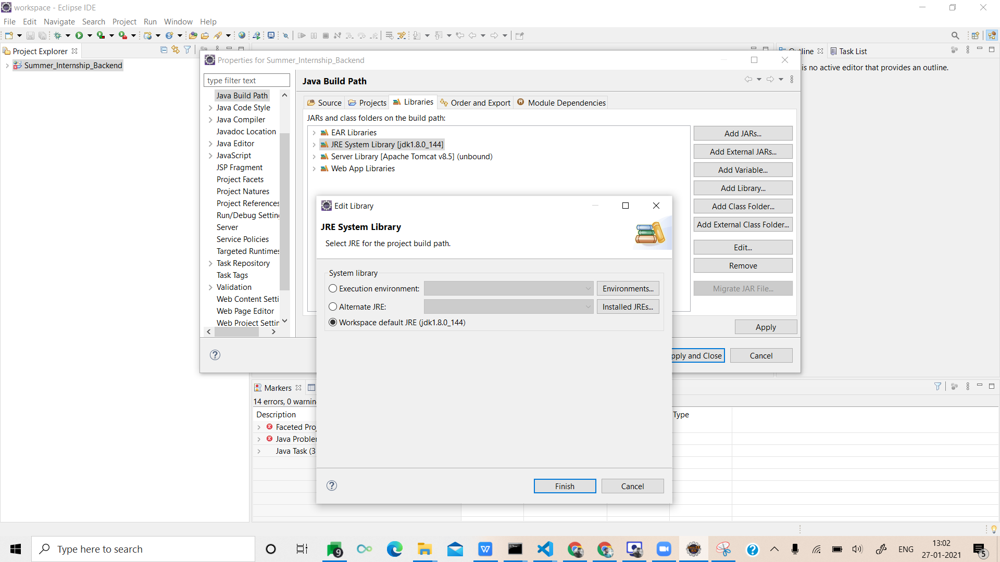 workspace - Eclipse IDE
File Edit Navigate Search Project Run Window Help
Project Explorer
Summer_Internship_Backend
Outline
Task List
is no active editor that provides an outline.
Properties for Summer_Internship_Backend
type filter text
Java Build Path
Java Code Style
Java Compiler
Javadoc Location
Java Editor
JavaScript
JSP Fragment
Project Facets
Project Natures
Project References
Run/Debug Settin
Server
Service Policies
Targeted Runtimes
Task Repository
Task Tags
Validation
Web Content Setti
Web Page Editor
Web Project Settin
Java Build Path
Source Projects Libraries Order and Export Module Dependencies
JARs and class folders on the build path:
EAR Libraries
JRE System Library [jdk1.8.0_144]
Server Library [Apache Tomcat v8.5] (unbound)
Web App Libraries
Add JARs...
Add External JARs...
Add Variable...
Add Library...
Add Class Folder...
Add External Class Folder...
Edit...
Remove
Migrate JAR File...
Apply
pply and Close
Cancel
Edit Library
JRE System Library
Select JRE for the project build path.
System library
Execution environment:
Environments...
Alternate JRE:
Installed JREs...
Workspace default JRE (jdk1.8.0_144)
Finish
Cancel
Markers
14 errors, 0 warnin
Description
Type
Faceted Pro
Java Probler
Java Task (3
Type here to search
9
ENG
13:02
27-01-2021
5